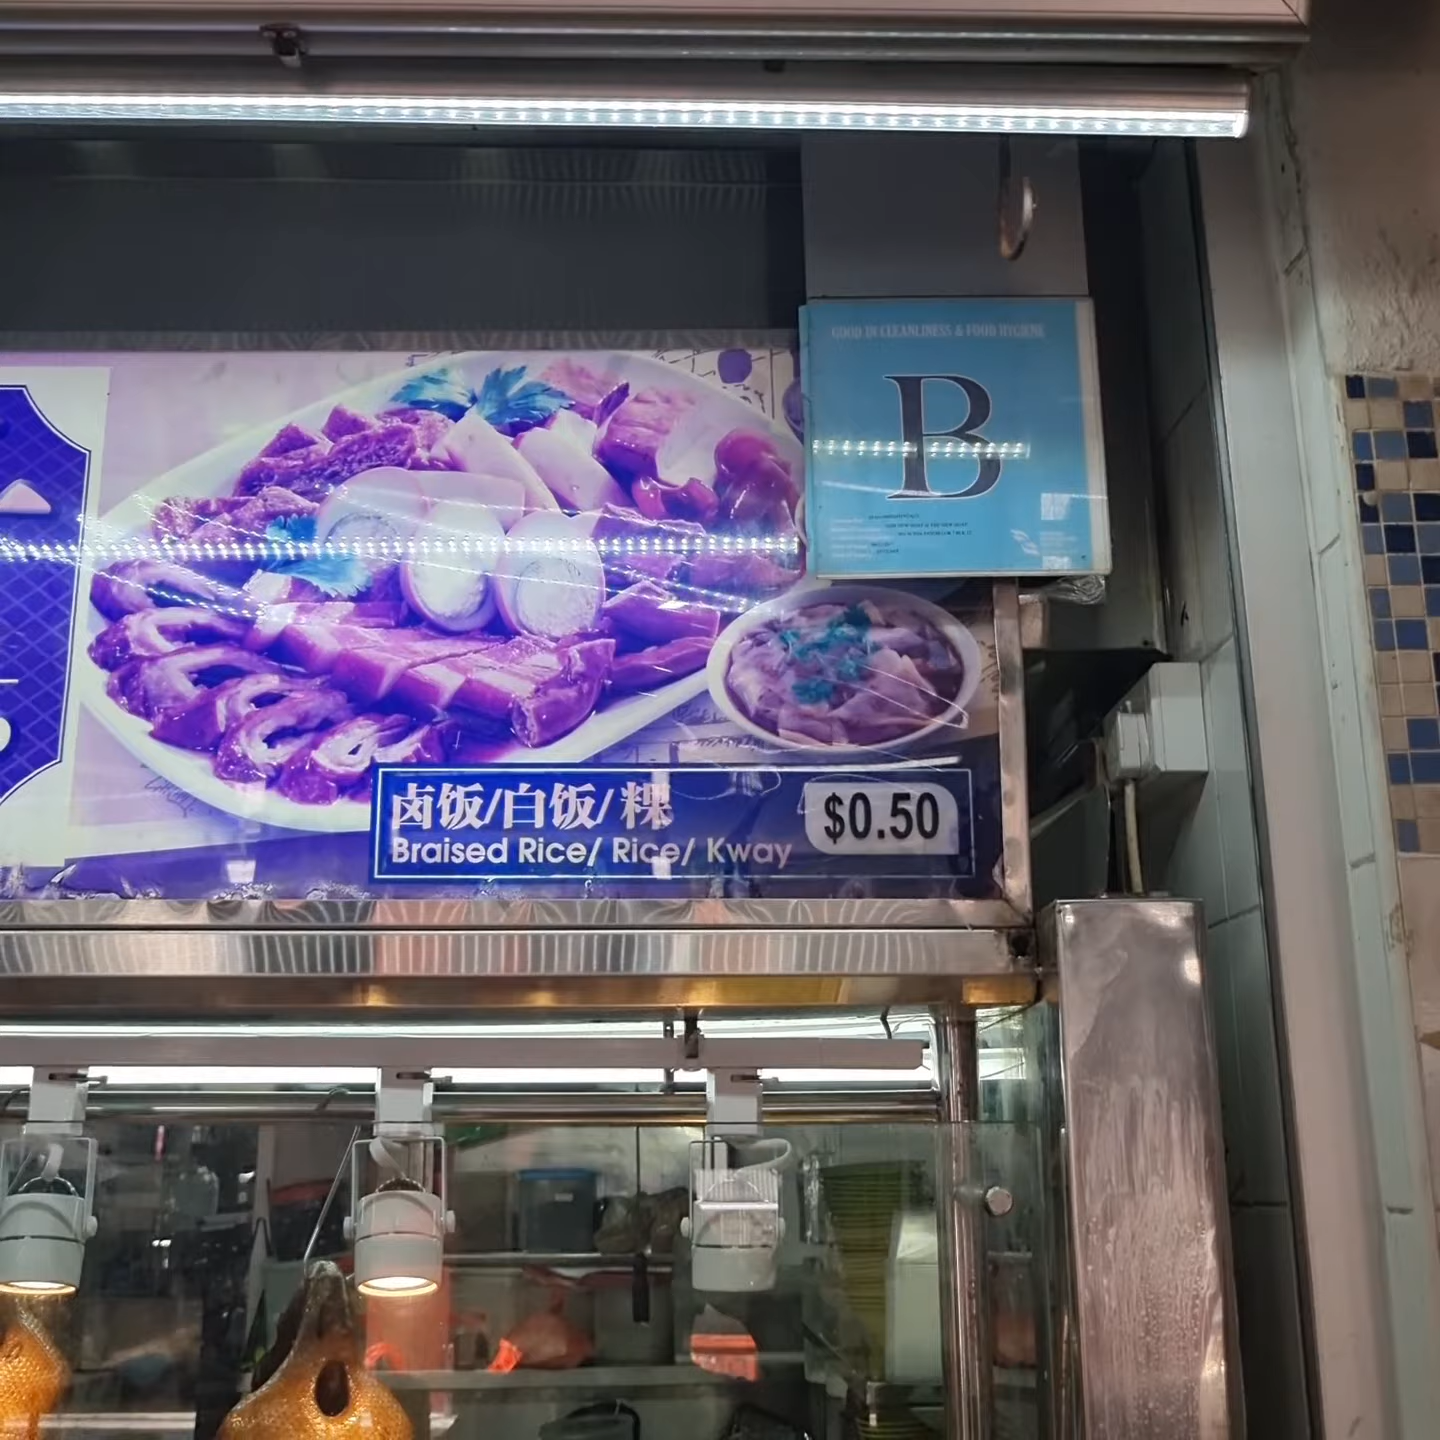 GOOD IN CLEANLINESS & FOOD HYGIENE
B
卤饭/白饭/粿
Braised Rice/ Rice/ Kway
$0.50